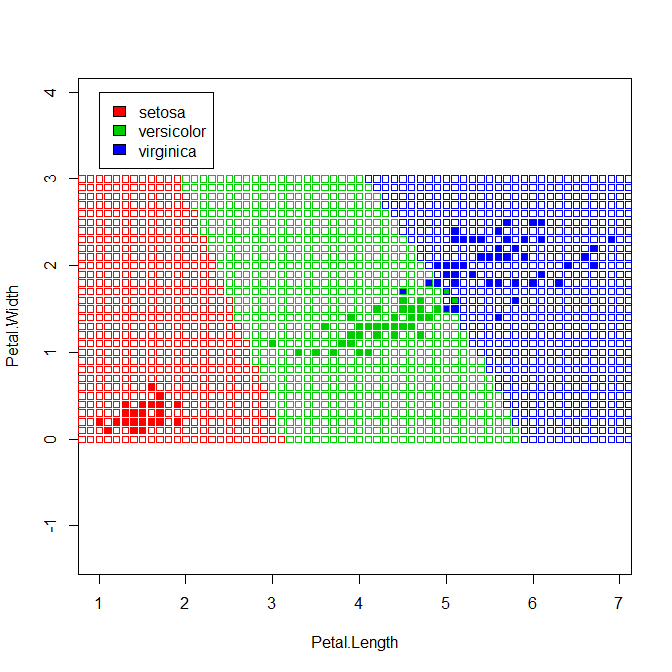 4
setosa
versicolor
virginica
3
2
1
0
-1
Petal.Width
1 2 3 4 5 6 7
Petal.Length